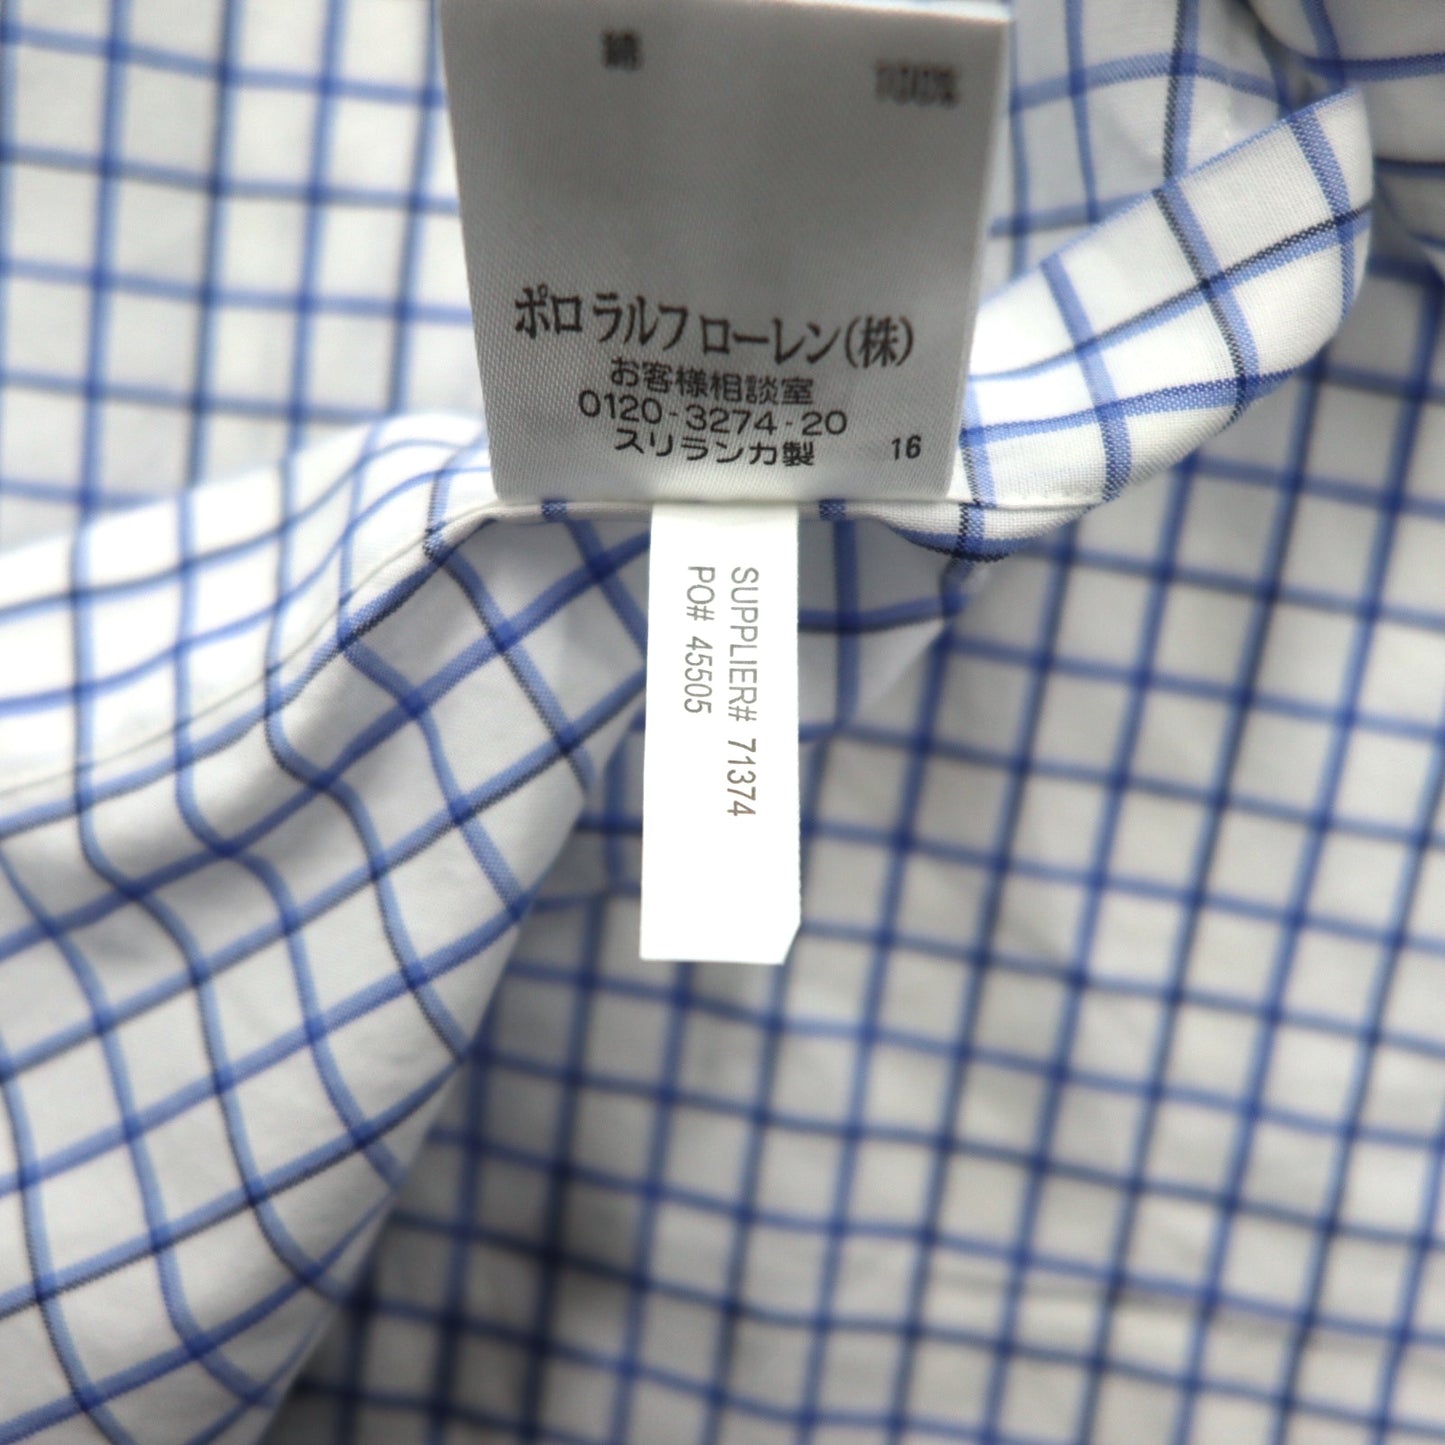 綿 100%
ポロ ラルフ ローレン(株)
お客様相談室
0120-3274-20
スリランカ製 16
SUPPLIER# 71374
PO# 45505